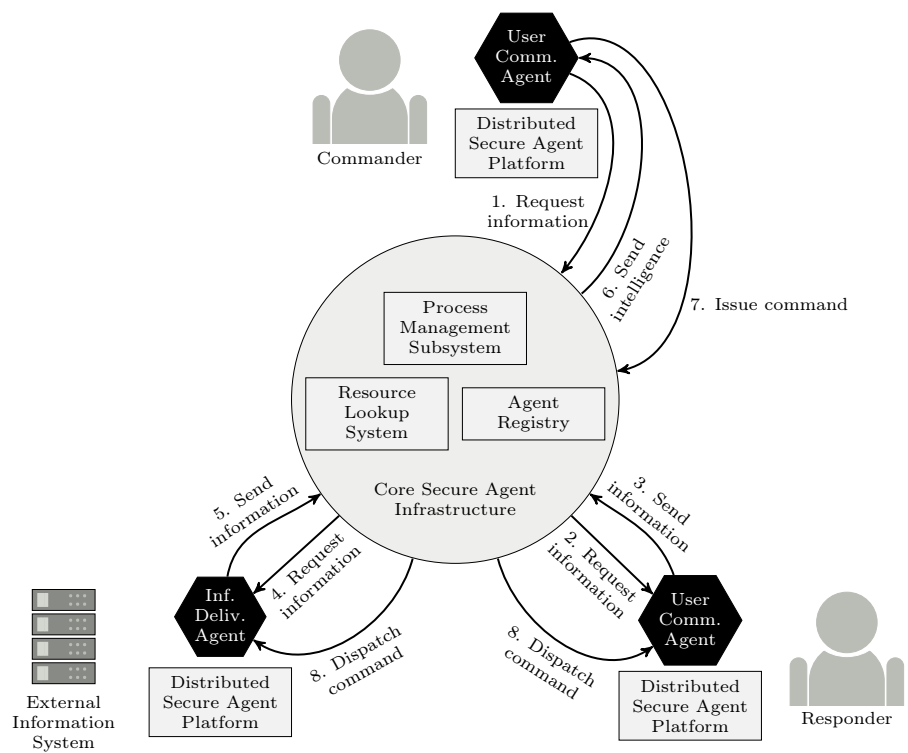 User
Comm.
Agent
Distributed
Secure Agent
Platform
Commander
1. Request
information
6. Send
intelligence
7. Issue command
Process
Management
Subsystem
Resource
Lookup
System
Agent
Registry
Core Secure Agent
Infrastructure
5. Send
information
4. Request
information
8. Dispatch
command
3. Send
information
2. Request
information
8. Dispatch
command
Inf.
Deliv.
Agent
Distributed
Secure Agent
Platform
External
Information
System
User
Comm.
Agent
Distributed
Secure Agent
Platform
Responder